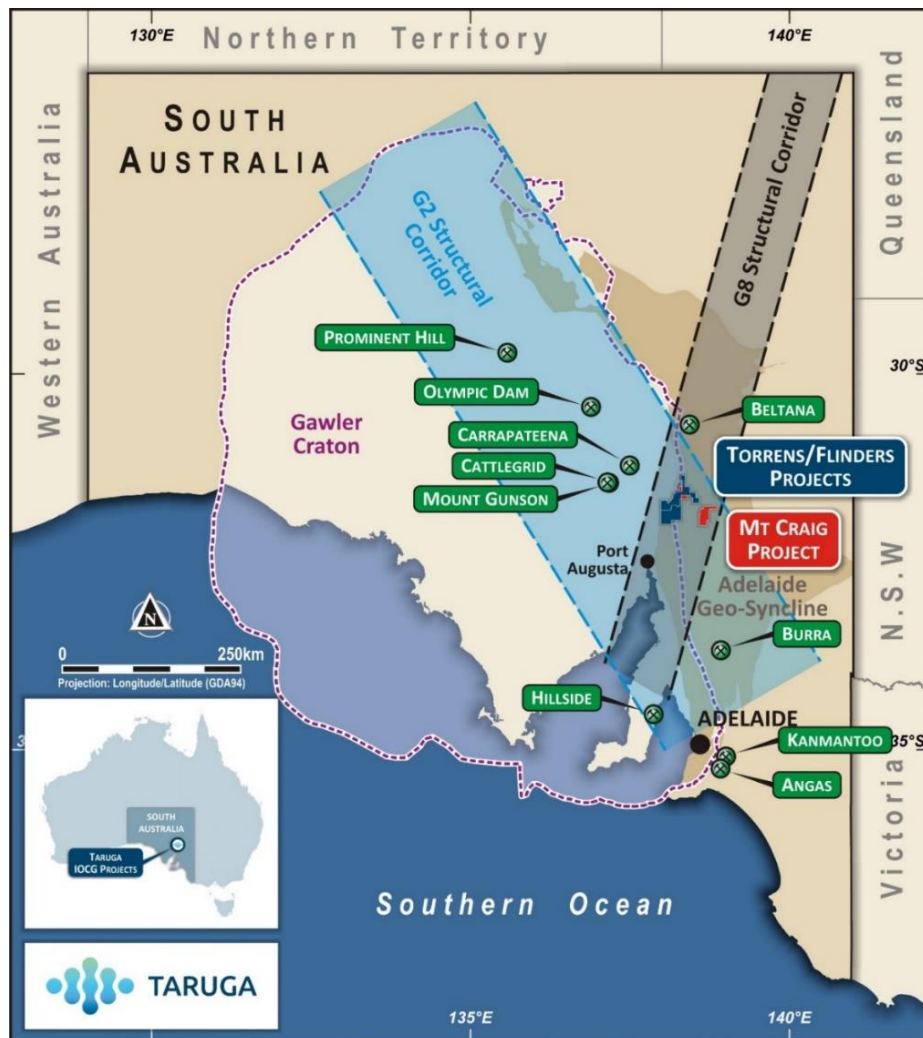 130°E
140°E
Northern Territory
Western Australia
Queensland
SOUTH
AUSTRALIA
G2 Structural
Corridor
G8 Structural Corridor
PROMINENT HILL
30°S
OLYMPIC DAM
BELTANA
Gawler
Craton
CARRAPATEENA
CATTLEGRID
MOUNT GUNSON
TORRENS/FLINDERS
PROJECTS
MT CRAIG
PROJECT
Port
Augusta
Adelaide
Geo-Syncline
N.S.W
N
0
250km
Projection: Longitude/Latitude (GDA94)
BURRA
HILLSIDE
ADELAIDE
KANMANTOO
35°S
ANGAS
Victoria
SOUTH
AUSTRALIA
TARUGA
IOCG PROJECTS
Southern Ocean
TARUGA
135°E
140°E